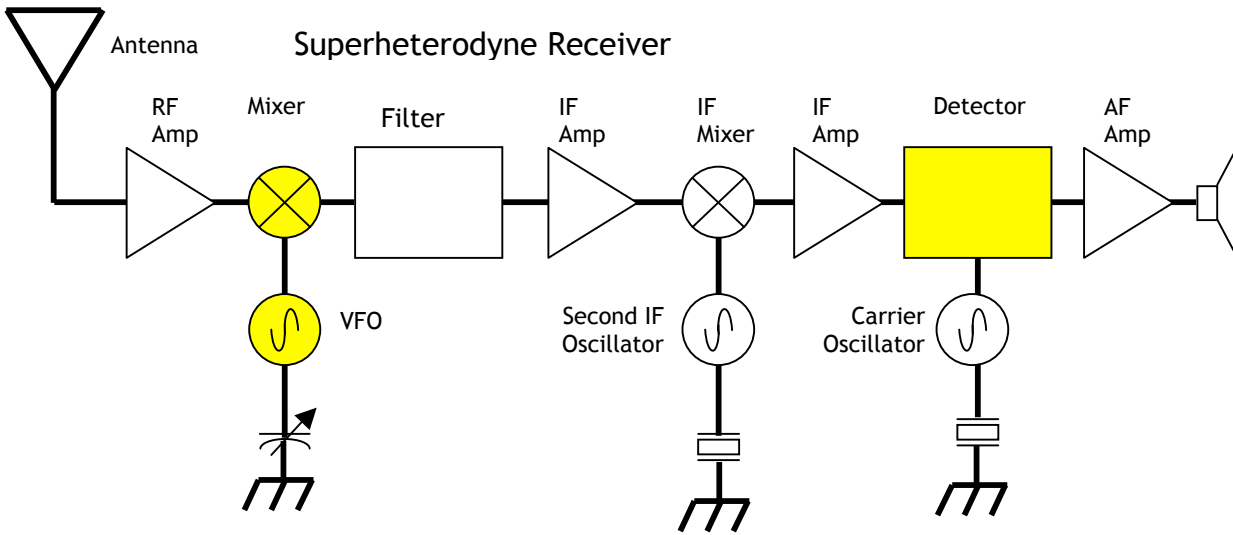 Superheterodyne Receiver
Antenna
RF
Amp
Mixer
Filter
IF
Amp
IF
Mixer
IF
Amp
Detector
AF
Amp
VFO
Second IF
Oscillator
Carrier
Oscillator